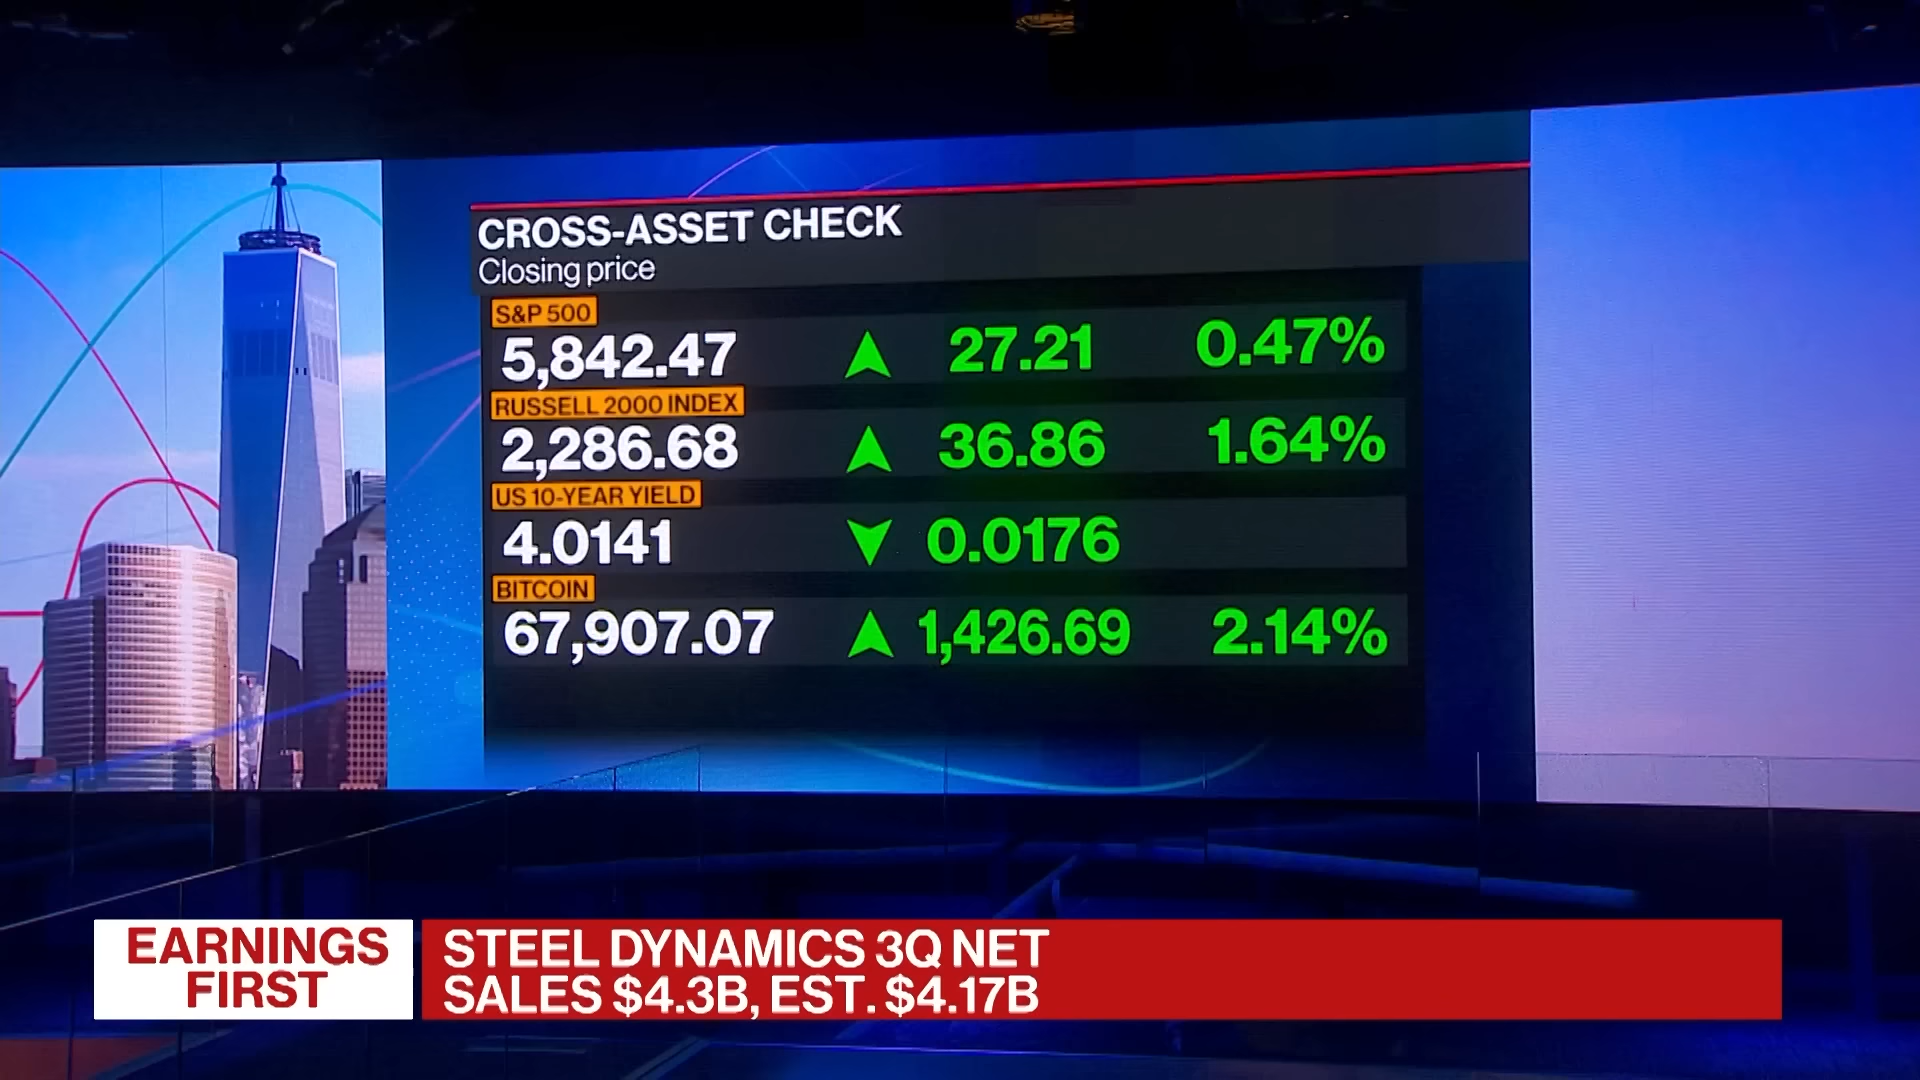 CROSS-ASSET CHECK
Closing price
S&P 500
5,842.47 ▲ 27.21 0.47%
RUSSELL 2000 INDEX
2,286.68 ▲ 36.86 1.64%
US 10-YEAR YIELD
4.0141 ▼ 0.0176
BITCOIN
67,907.07 ▲ 1,426.69 2.14%
EARNINGS
FIRST
STEEL DYNAMICS 3Q NET
SALES $4.3B, EST. $4.17B